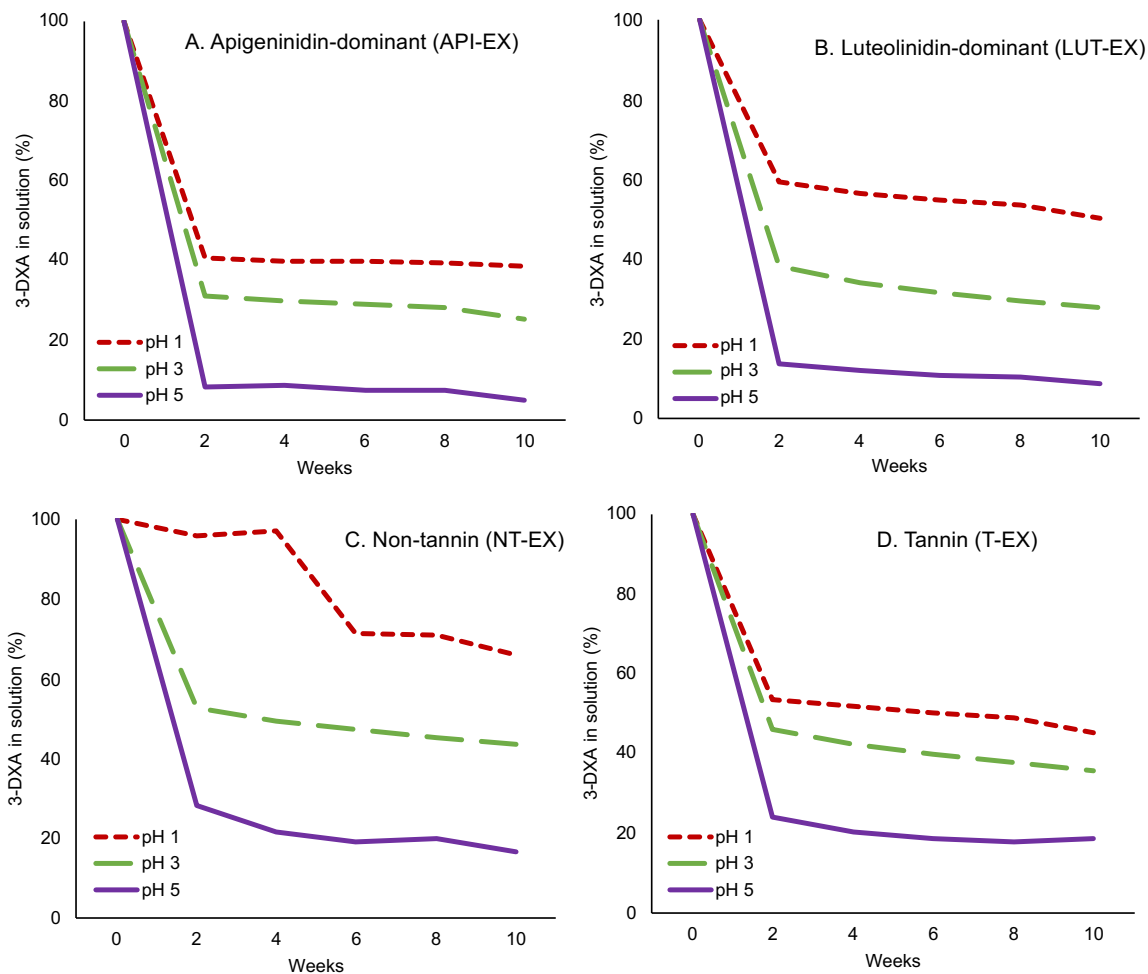 A. Apigeninidin-dominant (API-EX)
3-DXA in solution (%)
100
80
60
40
20
0
pH 1
pH 3
pH 5
0 2 4 6 8 10
Weeks
B. Luteolinidin-dominant (LUT-EX)
3-DXA in solution (%)
100
80
60
40
20
0
pH 1
pH 3
pH 5
0 2 4 6 8 10
Weeks
C. Non-tannin (NT-EX)
3-DXA in solution (%)
100
80
60
40
20
0
pH 1
pH 3
pH 5
0 2 4 6 8 10
Weeks
D. Tannin (T-EX)
3-DXA in solution (%)
100
80
60
40
20
0
pH 1
pH 3
pH 5
0 2 4 6 8 10
Weeks